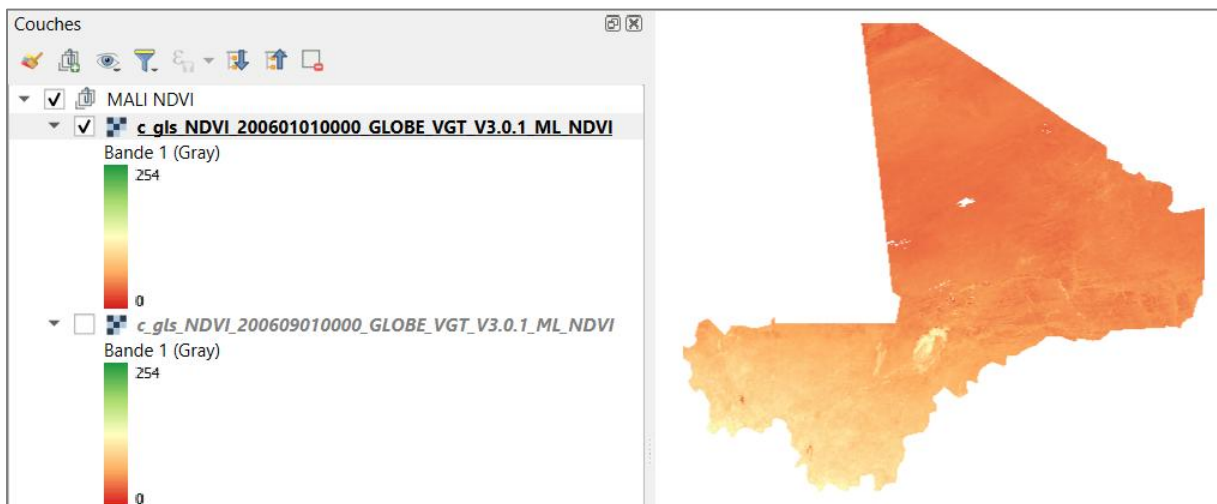 Couches
MALI NDVI
c_gls_NDVI_200601010000_GLOBE_VGT_V3.0.1_ML_NDVI
Bande 1 (Gray)
254
0
c_gls_NDVI_200609010000_GLOBE_VGT_V3.0.1_ML_NDVI
Bande 1 (Gray)
254
0